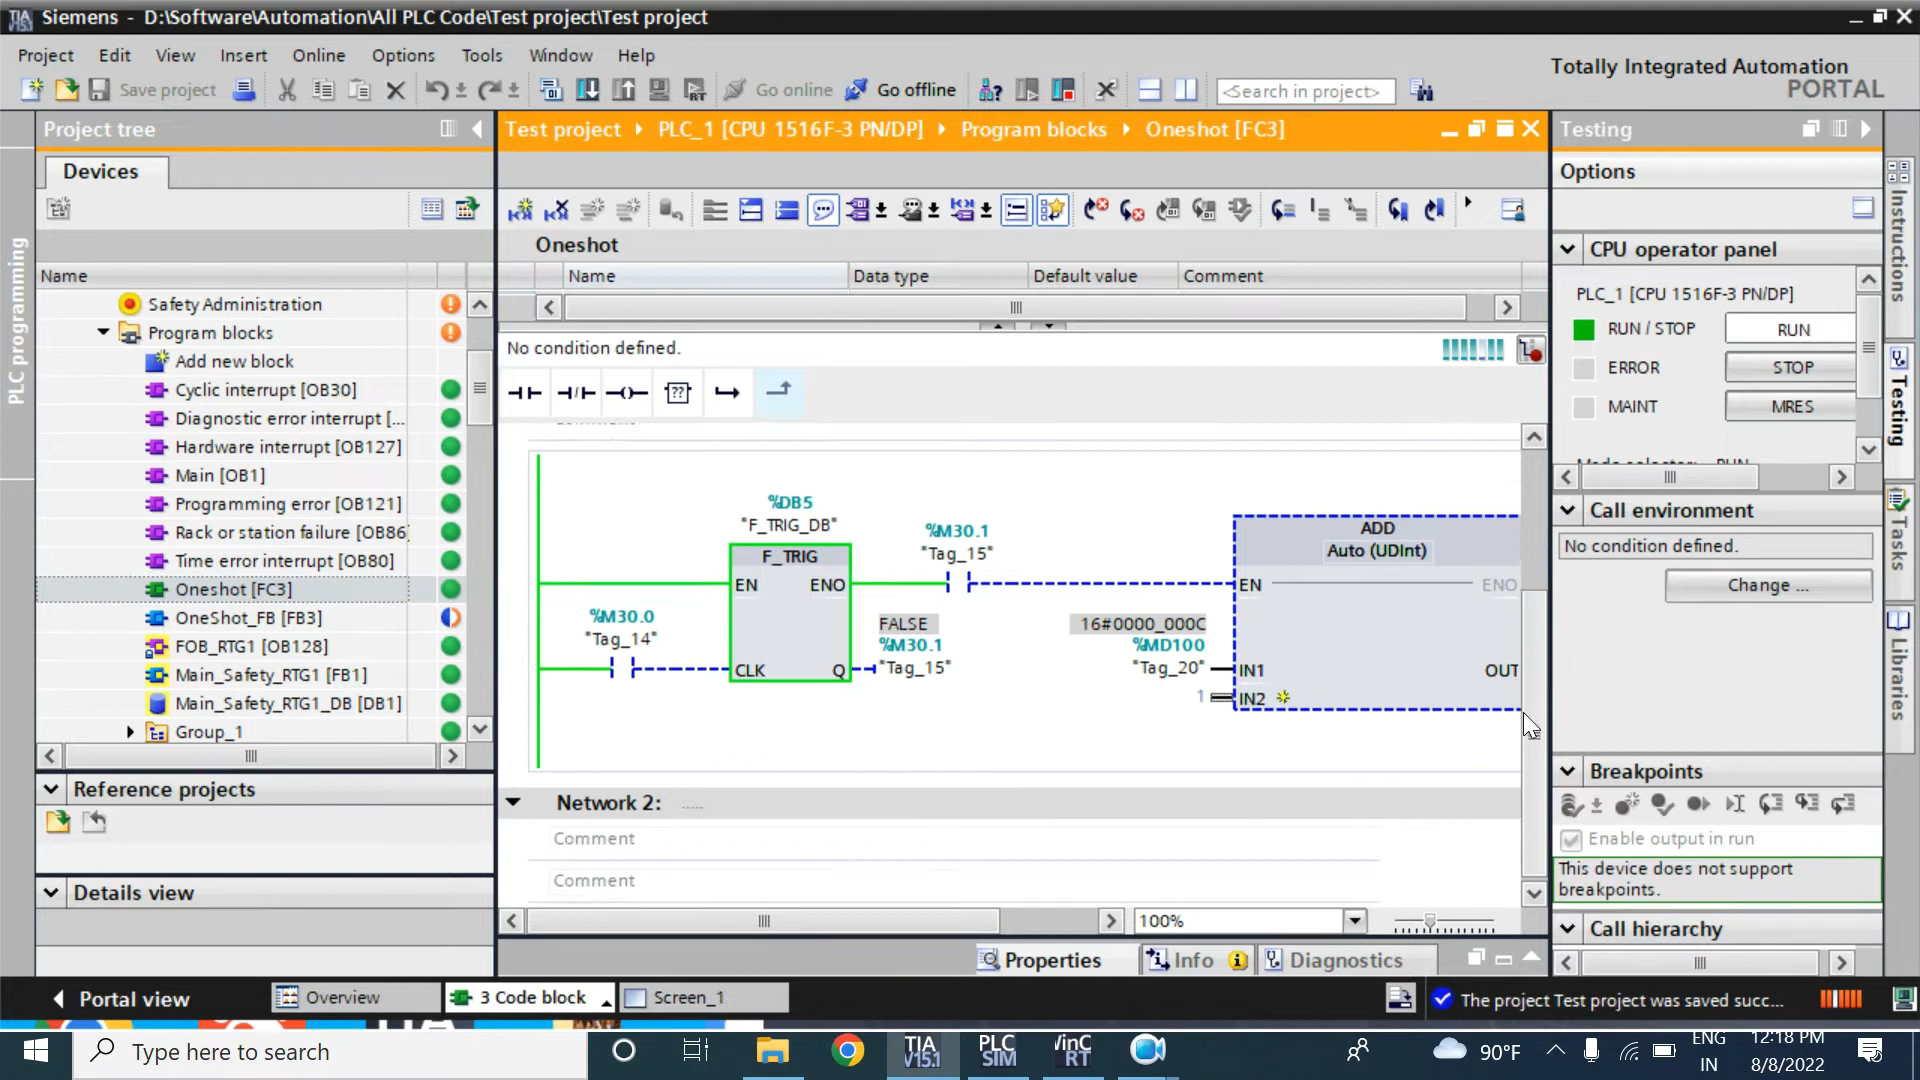 Siemens - D:\Software\Automation\All PLC Code\Test project\Test project
Project Edit View Insert Online Options Tools Window Help
Totally Integrated Automation
PORTAL
Save project
Go online
Go offline
<Search in project>
Project tree
Test project ▸ PLC_1 [CPU 1516F-3 PN/DP] ▸ Program blocks ▸ Oneshot [FC3]
Testing
Devices
Options
PLC programming
Name
Safety Administration
Program blocks
Add new block
Cyclic interrupt [OB30]
Diagnostic error interrupt [...
Hardware interrupt [OB127]
Main [OB1]
Programming error [OB121]
Rack or station failure [OB86]
Time error interrupt [OB80]
Oneshot [FC3]
OneShot_FB [FB3]
FOB_RTG1 [OB128]
Main_Safety_RTG1 [FB1]
Main_Safety_RTG1_DB [DB1]
Group_1
Reference projects
Details view
Oneshot
Name Data type Default value Comment
No condition defined.
??
%DB5
"F_TRIG_DB"
F_TRIG
EN ENO
CLK Q
%M30.0
"Tag_14"
%M30.1
"Tag_15"
FALSE
%M30.1
"Tag_15"
16#0000_000C
%MD100
"Tag_20"
1
ADD
Auto (UDInt)
EN ENO
IN1 OUT
IN2
Network 2: .....
Comment
Comment
100%
Properties Info Diagnostics
CPU operator panel
PLC_1 [CPU 1516F-3 PN/DP]
RUN / STOP RUN
ERROR STOP
MAINT MRES
Call environment
No condition defined.
Change ...
Breakpoints
Enable output in run
This device does not support
breakpoints.
Call hierarchy
Instructions
Testing
Tasks
Libraries
Portal view
Overview
3 Code block
Screen_1
The project Test project was saved succ...
Type here to search
TIA
V15.1
PLC
SIM
WinC
RT
90°F
ENG
IN
12:18 PM
8/8/2022